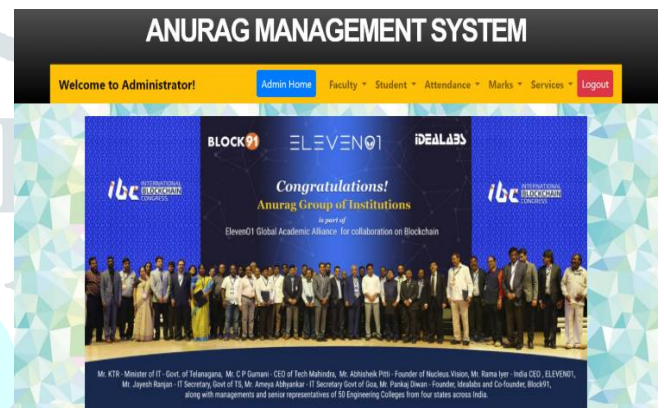 ANURAG MANAGEMENT SYSTEM
Welcome to Administrator!
Admin Home Faculty Student Attendance Marks Services Logout
BLOCK91 ELEVEN01 iDEALABS
ibc INTERNATIONAL BLOCKCHAIN CONGRESS
Congratulations!
Anurag Group of Institutions
is part of
Eleven01 Global Academic Alliance for collaboration on Blockchain
ibc INTERNATIONAL BLOCKCHAIN CONGRESS
Mr. KTR - Minister of IT - Govt. of Telanagana, Mr. C P Gurnani - CEO of Tech Mahindra, Mr. Abhisheik Pitti - Founder of Nucleus.Vision, Mr. Rama Iyer - India CEO , ELEVEN01,
Mr. Jayesh Ranjan - IT Secretary, Govt of TS, Mr. Ameya Abhyankar - IT Secretary Govt of Goa, Mr. Pankaj Diwan - Founder, Idealabs and Co-founder, Block91,
along with managements and senior representatives of 50 Engineering Colleges from four states across India.